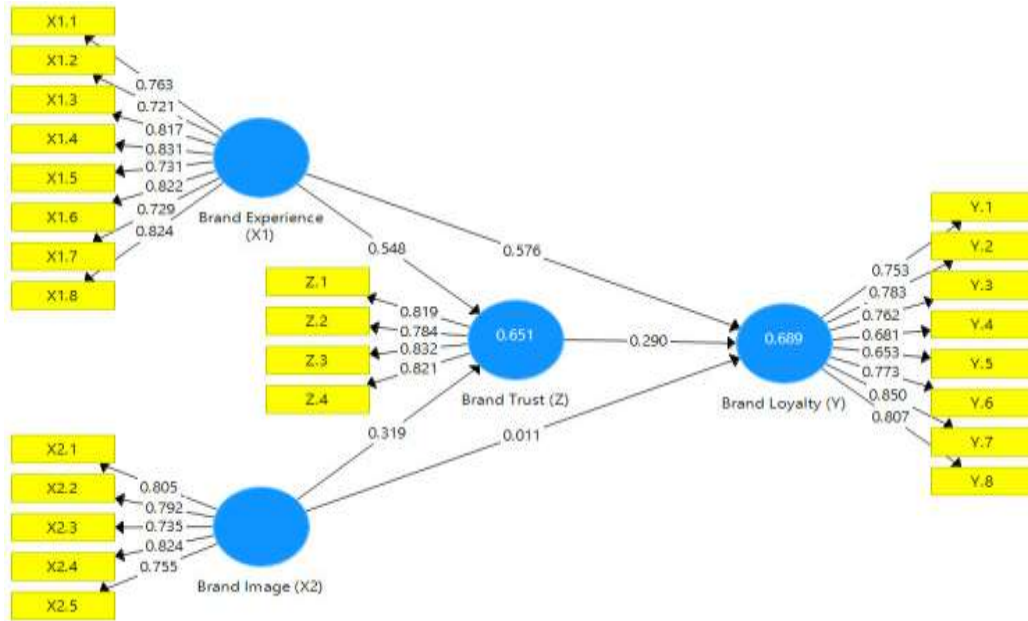 X1.1
X1.2
X1.3
X1.4
X1.5
X1.6
X1.7
X1.8
0.763
0.721
0.817
0.831
0.731
0.822
0.729
0.824
Brand Experience
(X1)
0.548
0.576
Z.1
Z.2
Z.3
Z.4
0.819
0.784
0.832
0.821
0.651
Brand Trust (Z)
0.290
0.689
Brand Loyalty (Y)
0.753
0.783
0.762
0.681
0.653
0.773
0.850
0.807
Y.1
Y.2
Y.3
Y.4
Y.5
Y.6
Y.7
Y.8
0.319
0.011
X2.1
X2.2
X2.3
X2.4
X2.5
0.805
0.792
0.735
0.824
0.755
Brand Image (X2)